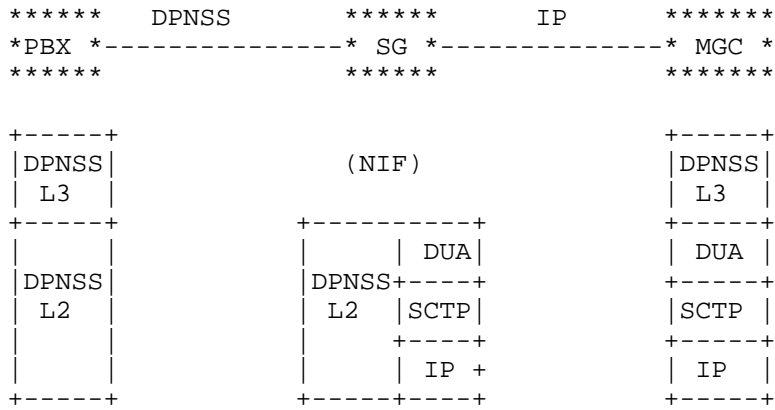 ****** DPNSS ****** IP *******
*PBX *---------------* SG *--------------* MGC *
****** ****** *******
+-----+ +-----+
|DPNSS| (NIF) |DPNSS|
| L3 | | L3 |
+-----+ +----------+ +-----+
| | | | DUA| | DUA |
|DPNSS| |DPNSS+----+ +-----+
| L2 | | L2 |SCTP| |SCTP |
| | | +----+ +-----+
| | | | IP + | IP |
+-----+ +-----+----+ +-----+